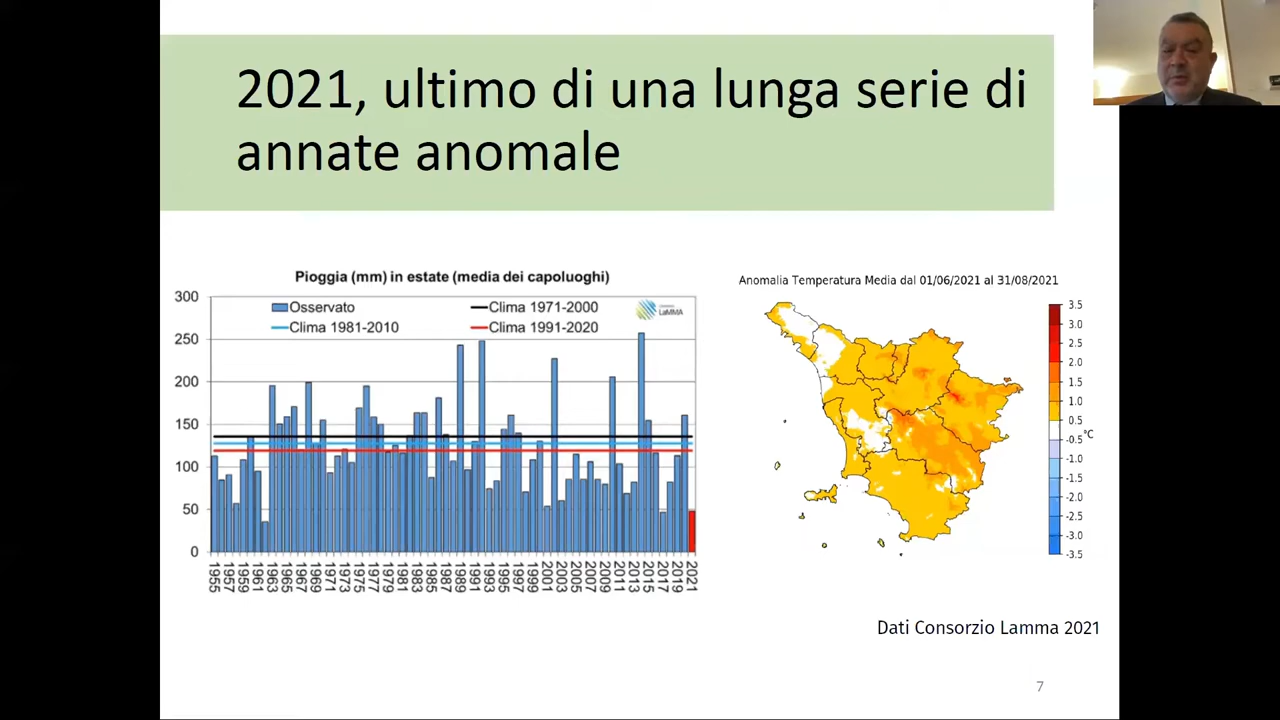 2021, ultimo di una lunga serie di
annate anomale
Pioggia (mm) in estate (media dei capoluoghi)
Osservato
Clima 1971-2000
Clima 1981-2010
Clima 1991-2020
LaMMA
300
250
200
150
100
50
0
1955 1957 1959 1961 1963 1965 1967 1969 1971 1973 1975 1977 1979 1981 1983 1985 1987 1989 1991 1993 1995 1997 1999 2001 2003 2005 2007 2009 2011 2013 2015 2017 2019 2021
Anomalia Temperatura Media dal 01/06/2021 al 31/08/2021
3.5
3.0
2.5
2.0
1.5
1.0
0.5
-0.5
°C
-1.0
-1.5
-2.0
-2.5
-3.0
-3.5
Dati Consorzio Lamma 2021
7